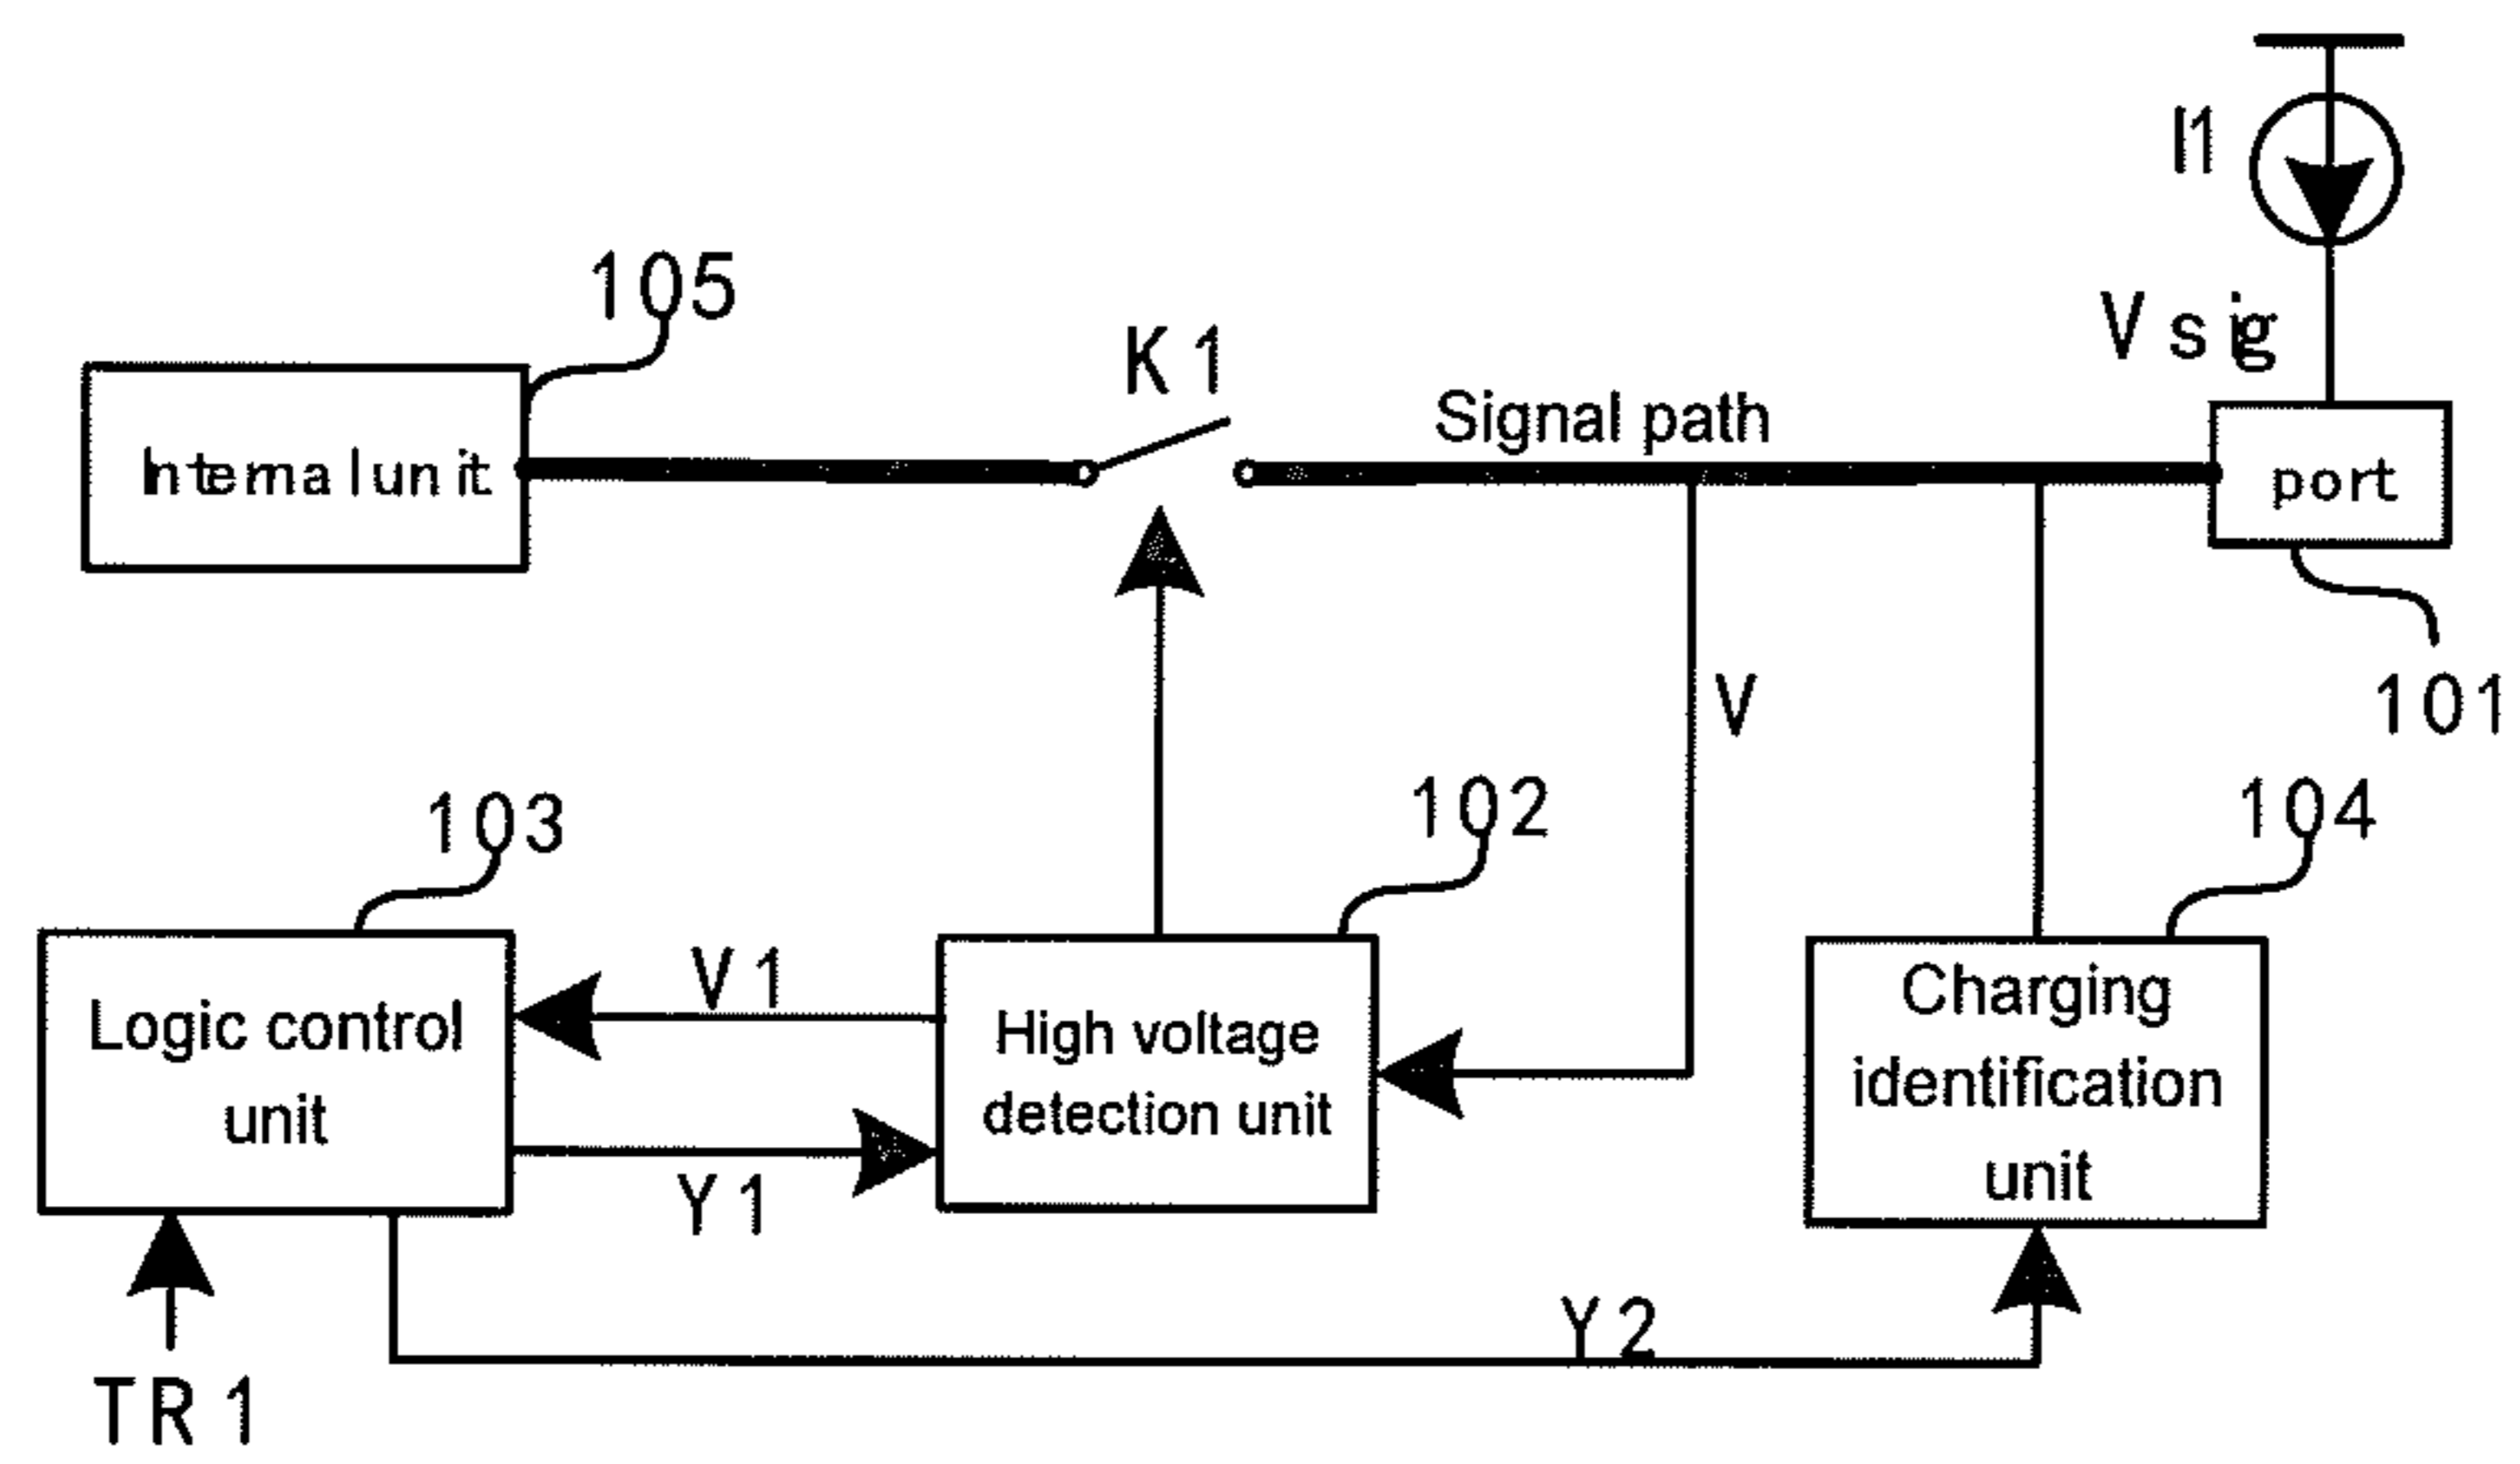 I1
Vsig
105
K1
Signal path
Internal unit
port
101
V
103
102
104
V1
Logic control
unit
High voltage
detection unit
Charging
identification
unit
Y1
Y2
TR1